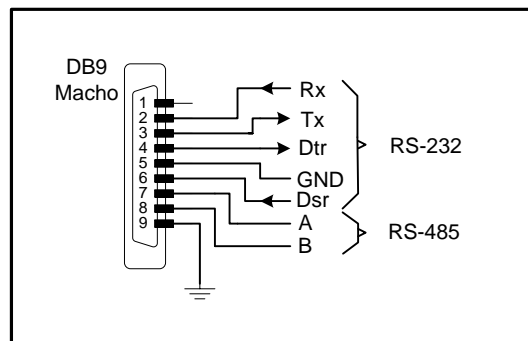 DB9
Macho
1
2
3
4
5
6
7
8
9
Rx
Tx
Dtr
GND
Dsr
A
B
RS-232
RS-485